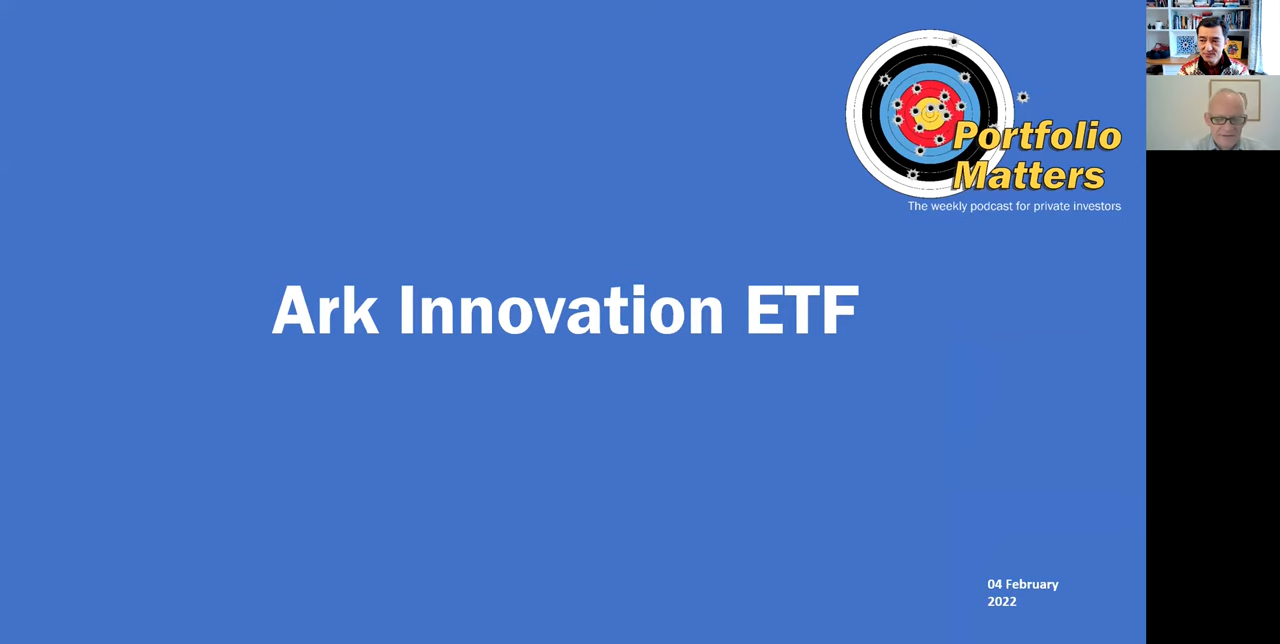 Portfolio
Matters
The weekly podcast for private investors
Ark Innovation ETF
04 February
2022